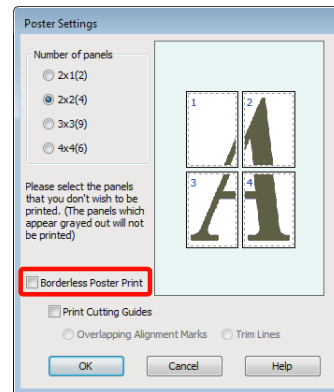 Poster Settings
Number of panels
2x1(2)
2x2(4)
3x3(9)
4x4(6)
1
2
3
4
Please select the panels
that you don't wish to be
printed. (The panels which
appear grayed out will not
be printed)
Borderless Poster Print
Print Cutting Guides
Overlapping Alignment Marks
Trim Lines
OK
Cancel
Help